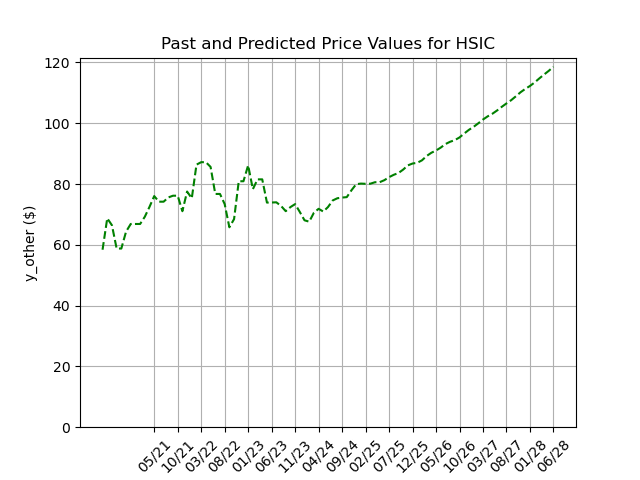 Past and Predicted Price Values for HSIC
y_other ($)
120
100
80
60
40
20
0
05/21 10/21 03/22 08/22 01/23 06/23 11/23 04/24 09/24 02/25 07/25 12/25 05/26 10/26 03/27 08/27 01/28 06/28